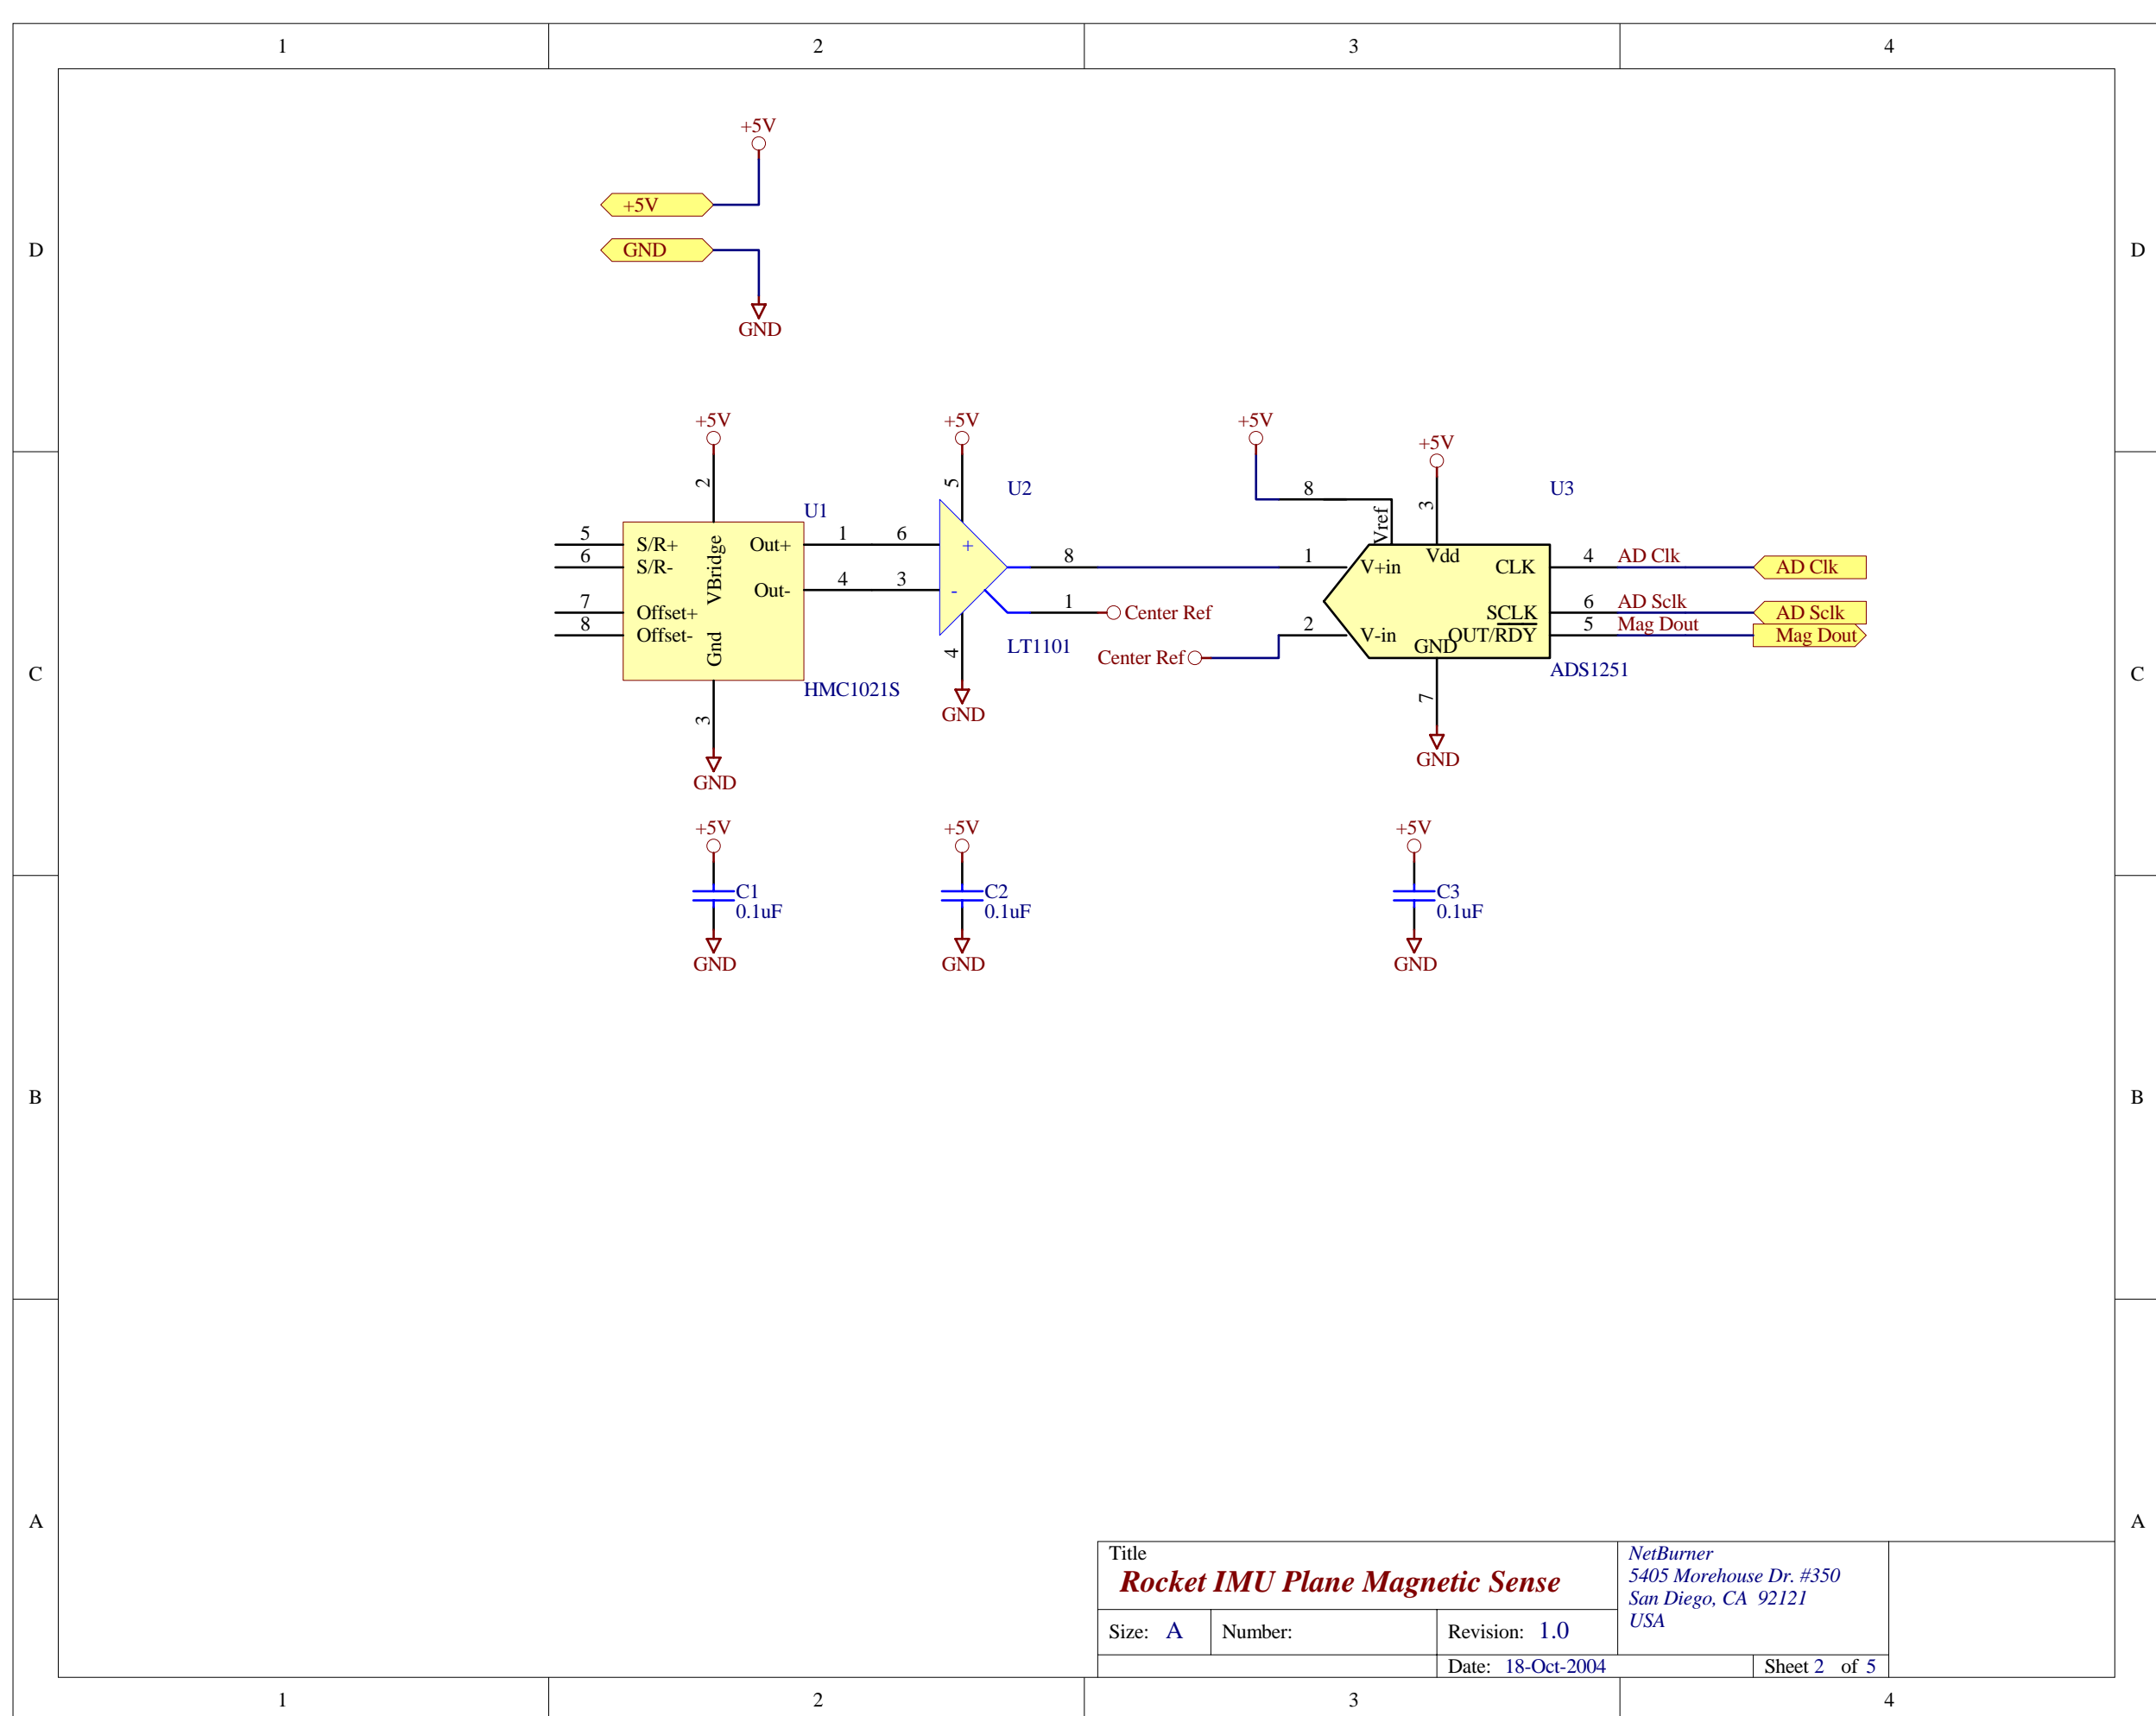 1 2 3 4
D D
+5V
+5V
GND
GND
+5V +5V +5V +5V
2 5 8 3
U1 U2 U3
5 S/R+ VBridge Out+ 1 6 + Vref Vdd
6 S/R- 8 1 V+in CLK 4 AD Clk AD Clk
Out- 4 3 -
7 Offset+ 1 Center Ref SCLK 6 AD Sclk AD Sclk
8 Offset- Gnd 2 V-in OUT/RDY 5 Mag Dout Mag Dout
4 LT1101 Center Ref GND
C ADS1251 C
HMC1021S
3 GND 7
GND GND
+5V +5V +5V
C1 C2 C3
0.1uF 0.1uF 0.1uF
GND GND GND
B B
A A
Title
Rocket IMU Plane Magnetic Sense
NetBurner
5405 Morehouse Dr. #350
San Diego, CA 92121
USA
Size: A Number: Revision: 1.0
Date: 18-Oct-2004 Sheet 2 of 5
1 2 3 4